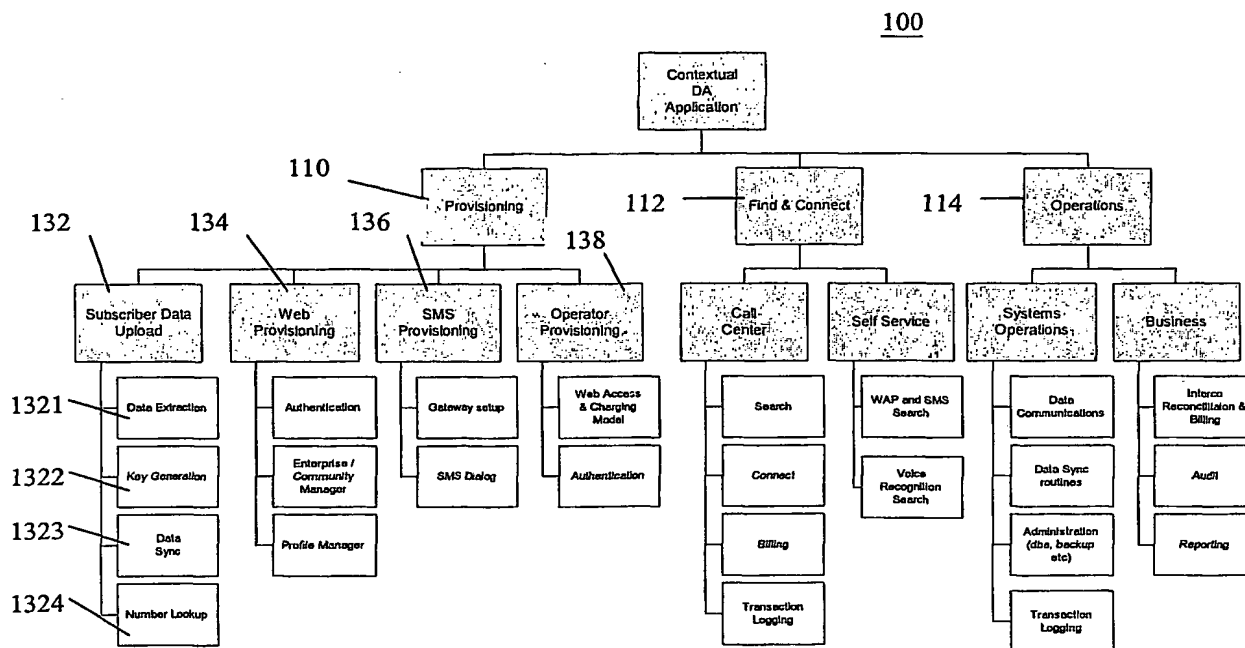 100
Contextual
DA
Application
110
Provisioning
112
Find & Connect
114
Operations
132
Subscriber Data
Upload
134
Web
Provisioning
136
SMS
Provisioning
138
Operator
Provisioning
Call
Center
Self Service
Systems
Operations
Business
1321
Data Extraction
1322
Key Generation
1323
Data
Sync
1324
Number Lookup
Authentication
Enterprise /
Community
Manager
Profile Manager
Gateway setup
SMS Dialog
Web Access
& Charging
Model
Authentication
Search
Connect
Billing
Transaction
Logging
WAP and SMS
Search
Voice
Recognition
Search
Data
Communications
Data Sync
routines
Administration
(dba, backup
etc)
Transaction
Logging
Interco
Reconciliaion &
Billing
Audit
Reporting